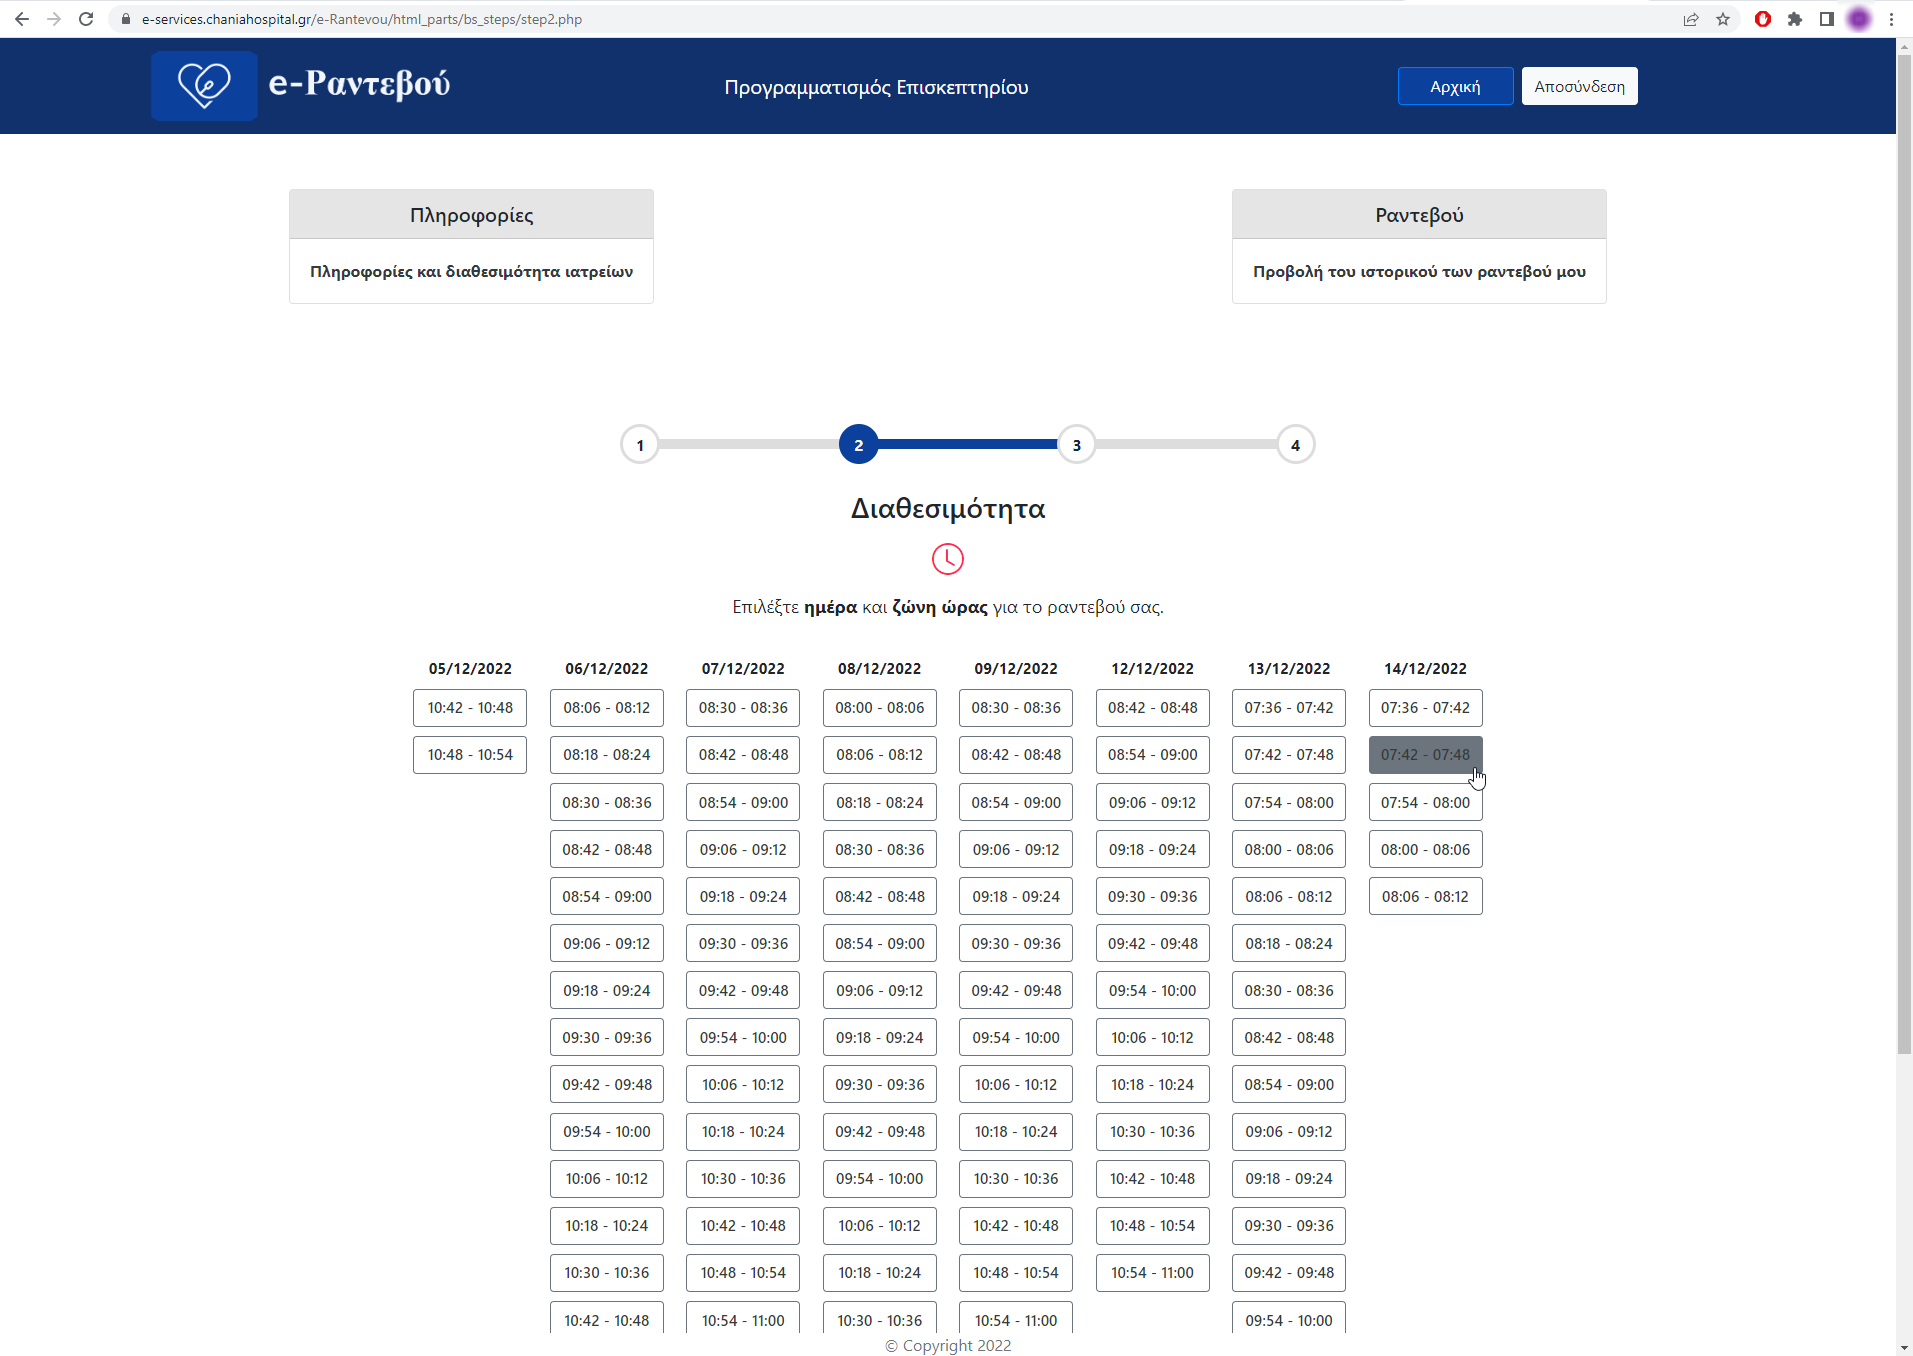 e-services.chaniahospital.gr/e-Rantevou/html_parts/bs_steps/step2.php
e-Ραντεβού
Προγραμματισμός Επισκεπτηρίου
Αρχική Αποσύνδεση
Πληροφορίες
Πληροφορίες και διαθεσιμότητα ιατρείων
Ραντεβού
Προβολή του ιστορικού των ραντεβού μου
1 2 3 4
Διαθεσιμότητα
Επιλέξτε ημέρα και ζώνη ώρας για το ραντεβού σας.
05/12/2022 06/12/2022 07/12/2022 08/12/2022 09/12/2022 12/12/2022 13/12/2022 14/12/2022
10:42 - 10:48 08:06 - 08:12 08:30 - 08:36 08:00 - 08:06 08:30 - 08:36 08:42 - 08:48 07:36 - 07:42 07:36 - 07:42
10:48 - 10:54 08:18 - 08:24 08:42 - 08:48 08:06 - 08:12 08:42 - 08:48 08:54 - 09:00 07:42 - 07:48 07:42 - 07:48
08:30 - 08:36 08:54 - 09:00 08:18 - 08:24 08:54 - 09:00 09:06 - 09:12 07:54 - 08:00 07:54 - 08:00
08:42 - 08:48 09:06 - 09:12 08:30 - 08:36 09:06 - 09:12 09:18 - 09:24 08:00 - 08:06 08:00 - 08:06
08:54 - 09:00 09:18 - 09:24 08:42 - 08:48 09:18 - 09:24 09:30 - 09:36 08:06 - 08:12 08:06 - 08:12
09:06 - 09:12 09:30 - 09:36 08:54 - 09:00 09:30 - 09:36 09:42 - 09:48 08:18 - 08:24
09:18 - 09:24 09:42 - 09:48 09:06 - 09:12 09:42 - 09:48 09:54 - 10:00 08:30 - 08:36
09:30 - 09:36 09:54 - 10:00 09:18 - 09:24 09:54 - 10:00 10:06 - 10:12 08:42 - 08:48
09:42 - 09:48 10:06 - 10:12 09:30 - 09:36 10:06 - 10:12 10:18 - 10:24 08:54 - 09:00
09:54 - 10:00 10:18 - 10:24 09:42 - 09:48 10:18 - 10:24 10:30 - 10:36 09:06 - 09:12
10:06 - 10:12 10:30 - 10:36 09:54 - 10:00 10:30 - 10:36 10:42 - 10:48 09:18 - 09:24
10:18 - 10:24 10:42 - 10:48 10:06 - 10:12 10:42 - 10:48 10:48 - 10:54 09:30 - 09:36
10:30 - 10:36 10:48 - 10:54 10:18 - 10:24 10:48 - 10:54 10:54 - 11:00 09:42 - 09:48
10:42 - 10:48 10:54 - 11:00 10:30 - 10:36 10:54 - 11:00 09:54 - 10:00
© Copyright 2022